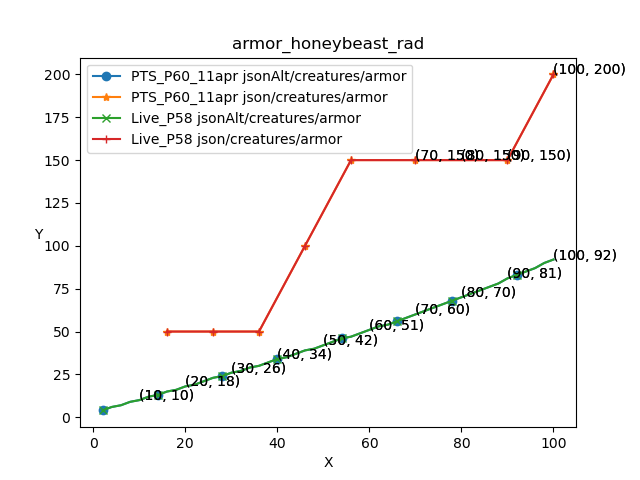 armor_honeybeast_rad
PTS_P60_11apr jsonAlt/creatures/armor
PTS_P60_11apr json/creatures/armor
Live_P58 jsonAlt/creatures/armor
Live_P58 json/creatures/armor
Y
200
175
150
125
100
75
50
25
0
(100, 200)
(70, 150)
(80, 150)
(90, 150)
(100, 92)
(90, 81)
(80, 70)
(70, 60)
(60, 51)
(50, 42)
(40, 34)
(30, 26)
(20, 18)
(10, 10)
0 20 40 60 80 100
X